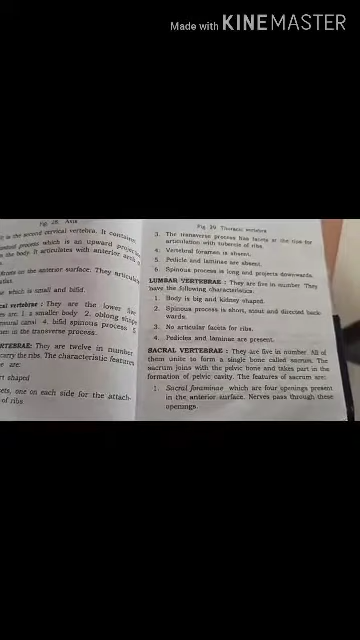 Made with KINEMASTER
Fig. 28. Axis
It is the second cervical vertebra. It contains
process which is an upward
the body. It articulates with anterior arch o
facets on the anterior surface. They
which is small and bifid.
vertebrae : They are the lower five
are. 1. a smaller body 2. oblong
canal 4. bifid spinous process 5.
in the transverse process.
They are twelve in number
carry the ribs. The characteristic features
are:
shaped
one on each side for the attach-
of ribs.
Fig. 29. Thoracic vertebra
3. The transverse process has facets at the tips for
articulation with tubercle of ribs.
4. Vertebral foramen is absent.
5. Pedicle and laminae are absent.
6. Spinous process is long and projects downwards.
LUMBAR VERTEBRAE : They are five in number. They
have the following characteristics:
1. Body is big and kidney shaped.
2. Spinous process is short, stout and directed back-
wards.
3. No articular facets for ribs.
4. Pedicles and laminae are present.
SACRAL VERTEBRAE : They are five in number. All of
them unite to form a single bone called sacrum. The
sacrum joins with the pelvic bone and takes part in the
formation of pelvic cavity. The features of sacrum are:
1. Sacral foraminae which are four openings present
in the anterior surface. Nerves pass through these
openings.